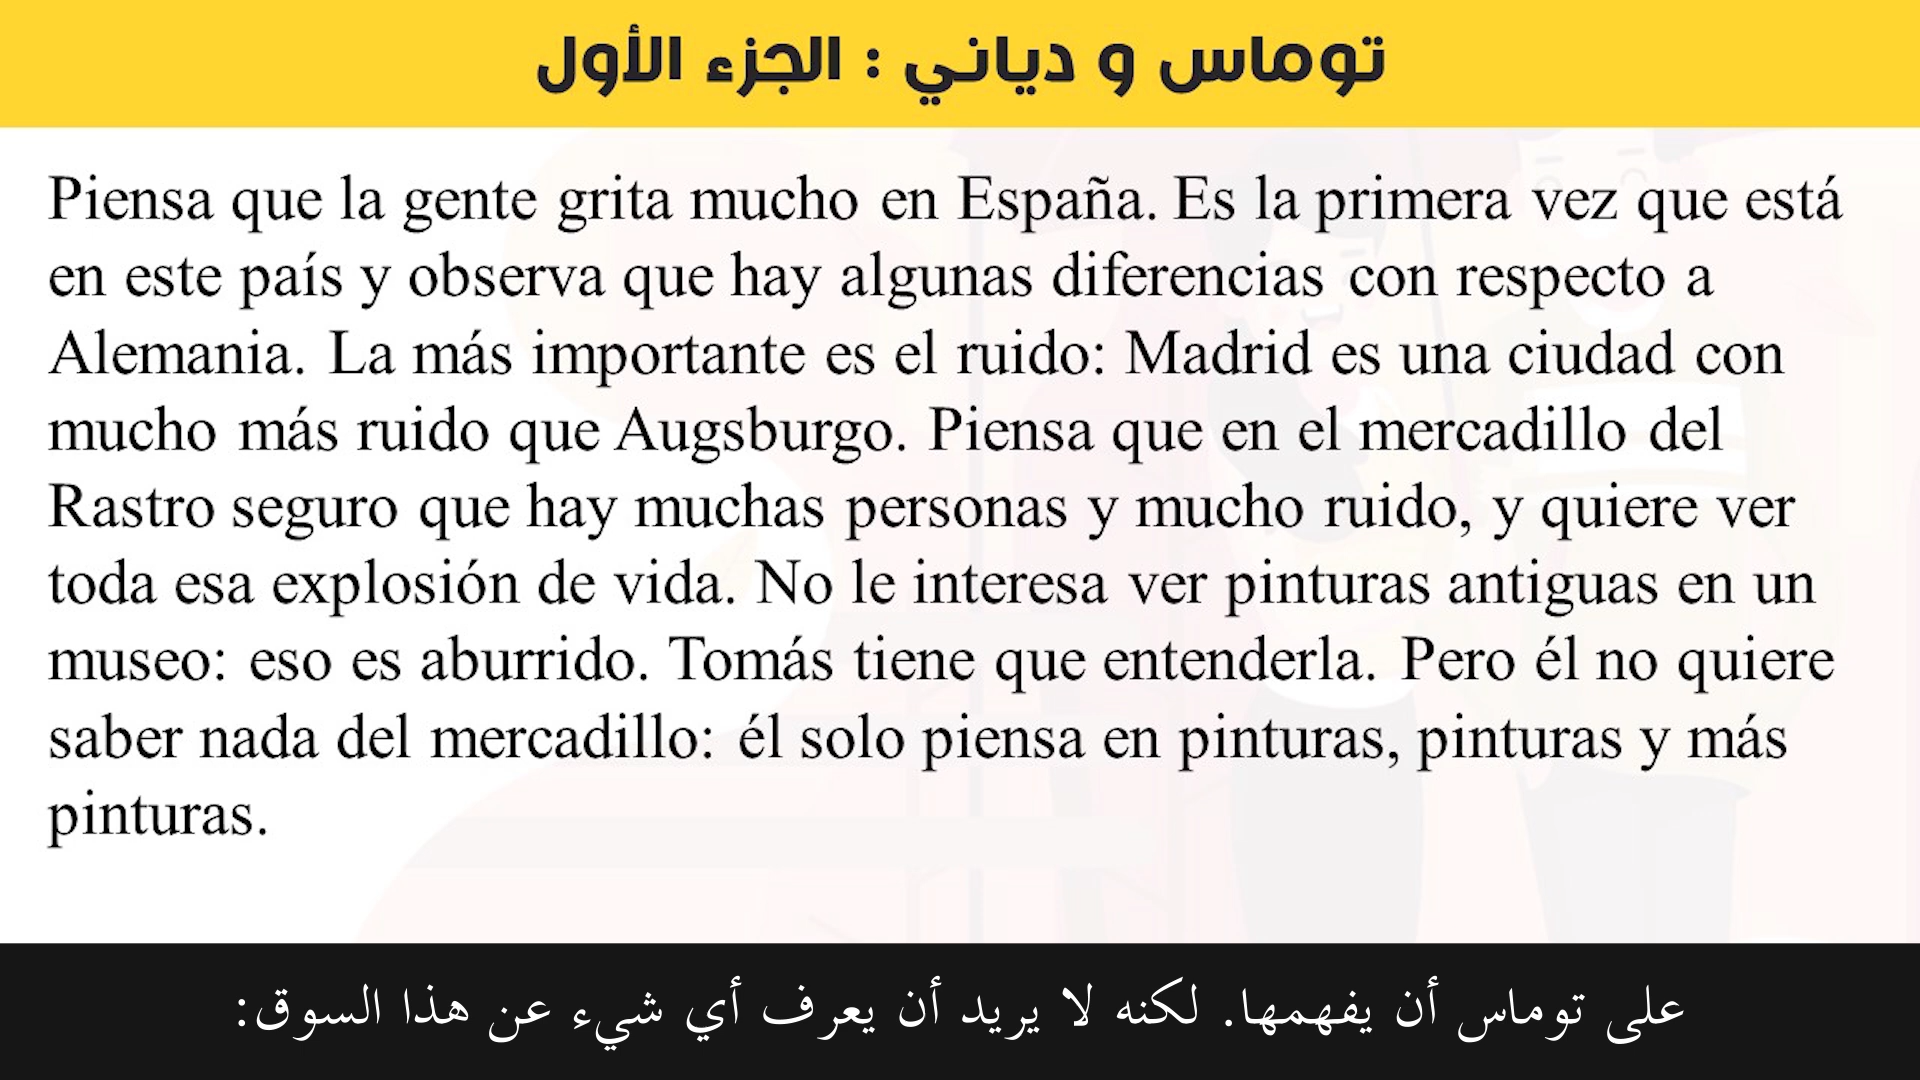 توماس و دياني : الجزء الأول
Piensa que la gente grita mucho en España. Es la primera vez que está
en este país y observa que hay algunas diferencias con respecto a
Alemania. La más importante es el ruido: Madrid es una ciudad con
mucho más ruido que Augsburgo. Piensa que en el mercadillo del
Rastro seguro que hay muchas personas y mucho ruido, y quiere ver
toda esa explosión de vida. No le interesa ver pinturas antiguas en un
museo: eso es aburrido. Tomás tiene que entenderla. Pero él no quiere
saber nada del mercadillo: él solo piensa en pinturas, pinturas y más
pinturas.
على توماس أن يفهمها. لكنه لا يريد أن يعرف أي شيء عن هذا السوق: